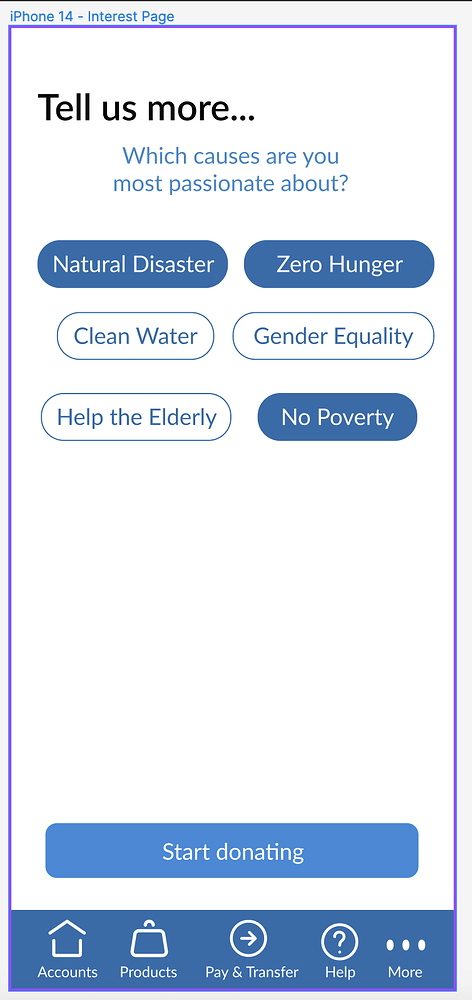 iPhone 14 - Interest Page
Tell us more...
Which causes are you
most passionate about?
Natural Disaster
Zero Hunger
Clean Water
Gender Equality
Help the Elderly
No Poverty
Start donating
Accounts
Products
Pay & Transfer
Help
More